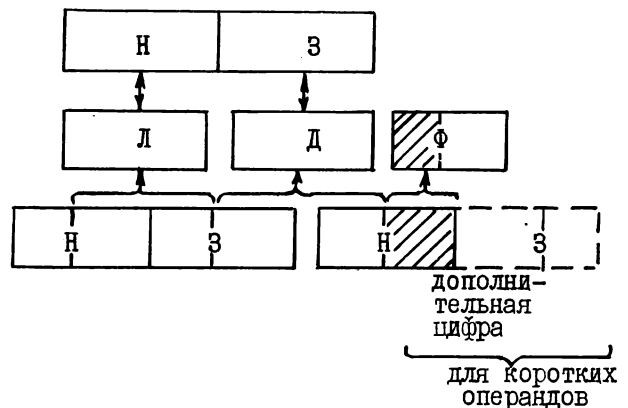 Н З
Л Д Ф
Н З Н З
дополни-
тельная
цифра
для коротких
операндов